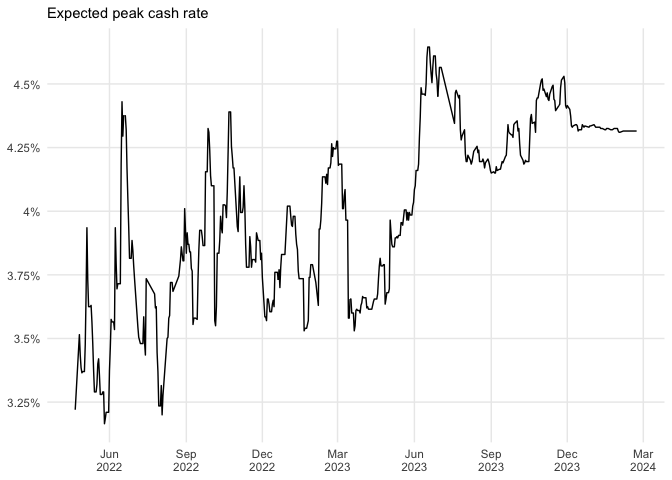 Expected peak cash rate
4.5%
4.25%
4%
3.75%
3.5%
3.25%
Jun Sep Dec Mar Jun Sep Dec Mar
2022 2022 2022 2023 2023 2023 2023 2024